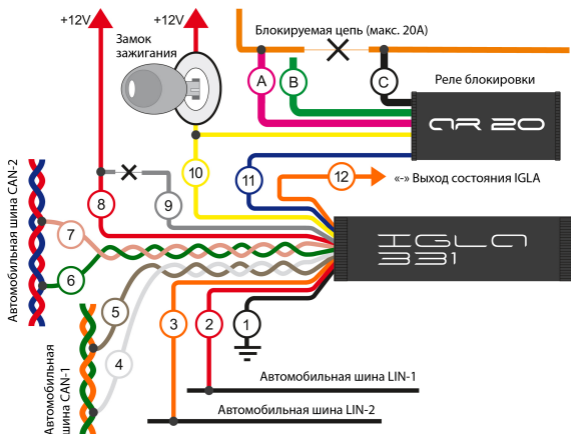 +12V
+12V
Замок
зажигания
Блокируемая цепь (макс. 20А)
A
B
C
Реле блокировки
AR 20
10
11
12
«-» Выход состояния IGLA
8
9
Автомобильная шина CAN-2
7
6
IGLA
331
5
4
3
2
1
Автомобильная
шина CAN-1
Автомобильная шина LIN-1
Автомобильная шина LIN-2